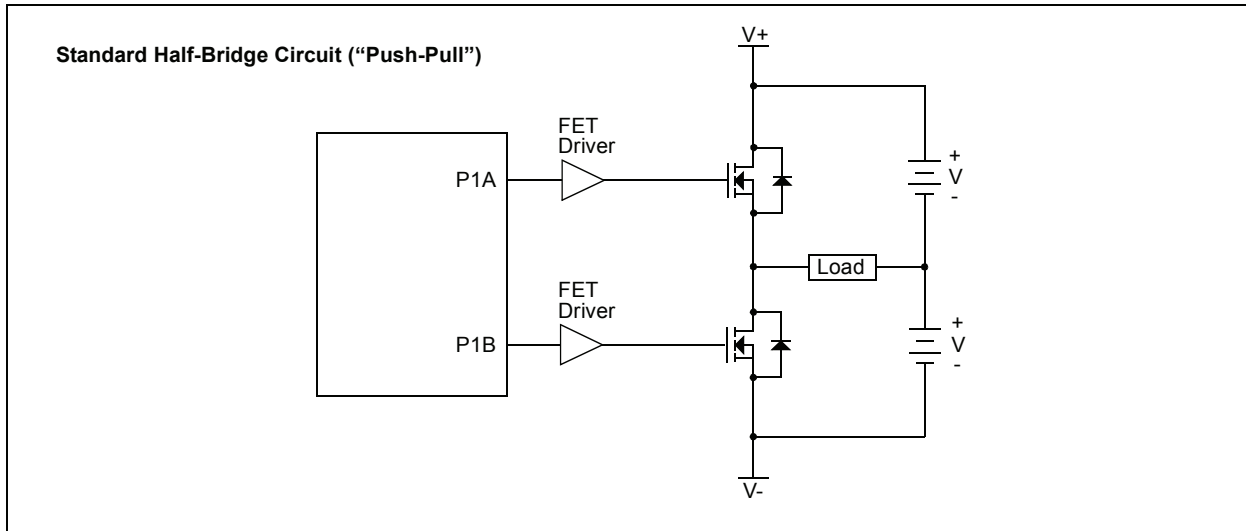 Standard Half-Bridge Circuit (“Push-Pull”)
V+
FET
Driver
P1A
+
V
-
Load
FET
Driver
P1B
+
V
-
V-